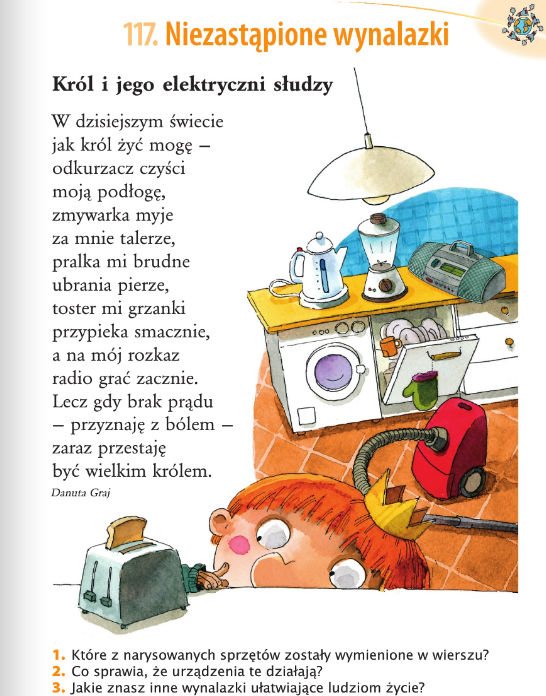 117. Niezastąpione wynalazki
Król i jego elektryczni słudzy
W dzisiejszym świecie
jak król żyć mogę –
odkurzacz czyści
moją podłogę,
zmywarka myje
za mnie talerze,
pralka mi brudne
ubrania pierze,
toster mi grzanki
przypieka smacznie,
a na mój rozkaz
radio grać zacznie.
Lecz gdy brak prądu
– przyznaję z bólem –
zaraz przestaję
być wielkim królem.
Danuta Graj
1. Które z narysowanych sprzętów zostały wymienione w wierszu?
2. Co sprawia, że urządzenia te działają?
3. Jakie znasz inne wynalazki ułatwiające ludziom życie?